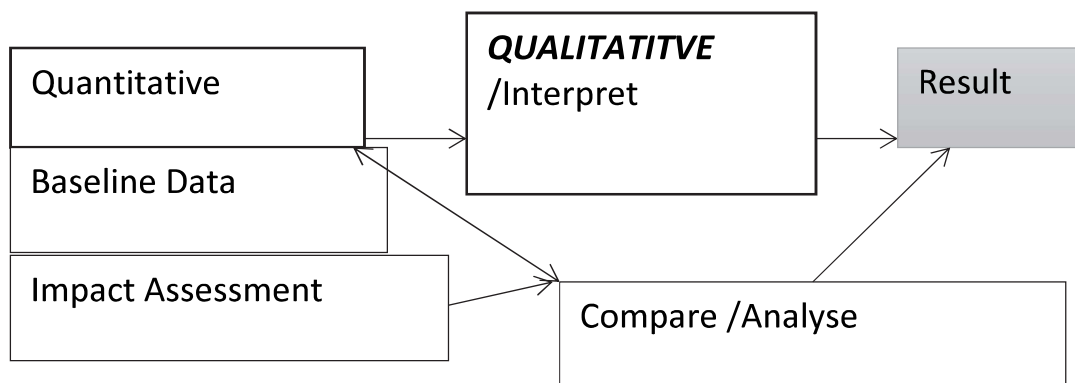 Quantitative
QUALITATITVE
/Interpret
Result
Baseline Data
Impact Assessment
Compare /Analyse